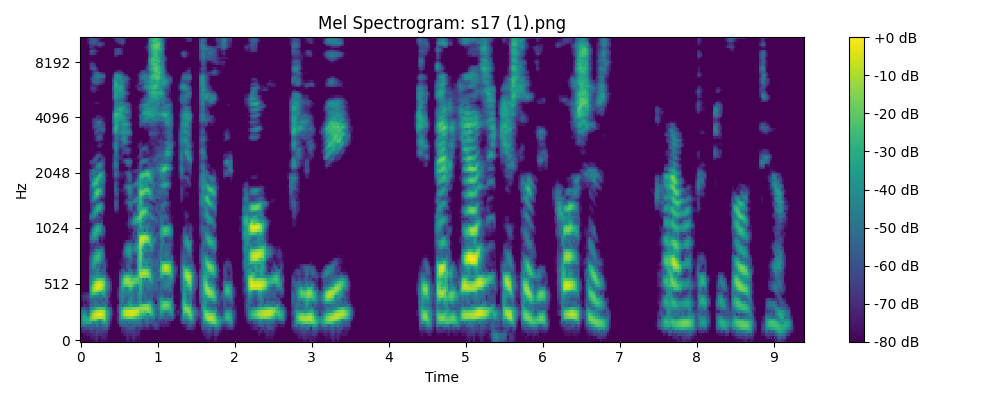 Mel Spectrogram: s17 (1).png
Hz
8192
4096
2048
1024
512
0
0 1 2 4 6 7 8 9
Time
+0 dB
-10 dB
-20 dB
-30 dB
-40 dB
-50 dB
-60 dB
-70 dB
-80 dB